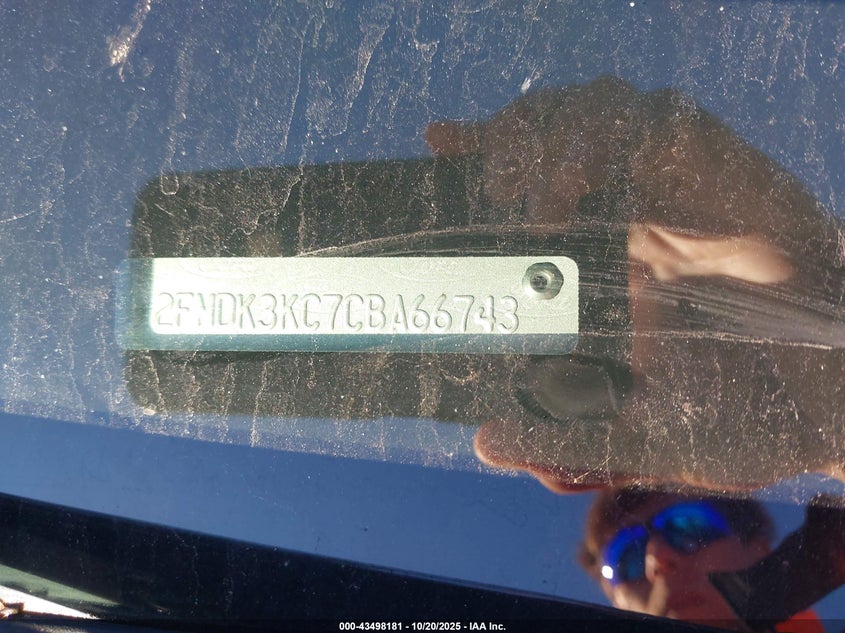 2FMDK3KC7CBA66743
000-43498181 - 10/20/2025 - IAA Inc.